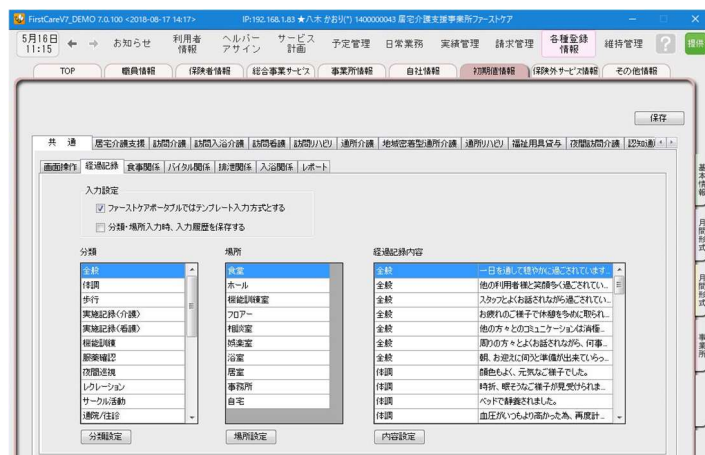 FirstCareV7_DEMO 7.0.100 <2018-08-17 14:17> IP:192.168.1.83 ★八木 かおり(*) 1400000043 居宅介護支援事業所ファーストケア
5月16日
11:15
← → お知らせ 利用者情報 ヘルパーアサイン サービス計画 予定管理 日常業務 実績管理 請求管理 各種登録情報 維持管理 ? 提供
TOP 職員情報 保険者情報 総合事業サービス 事業所情報 自社情報 初期値情報 保険外サービス情報 その他情報
保存
共通 居宅介護支援 訪問介護 訪問入浴介護 訪問看護 訪問リハビリ 通所介護 地域密着型通所介護 通所リハビリ 福祉用具貸与 夜間訪問介護 認知通
画面操作 経過記録 食事関係 バイタル関係 排泄関係 入浴関係 レポート
入力設定
ファーストケアポータブルではテンプレート入力方式とする
分類・場所入力時、入力履歴を保存する
分類 場所 経過記録内容
全般 食堂 全般 一日を通して穏やかに過ごされています...
体調 ホール 全般 他の利用者様と笑顔多く過ごされてい...
歩行 機能訓練室 全般 スタッフとよくお話されながら過ごされてい...
実施記録(介護) フロアー 全般 お疲れのご様子で休憩を多めに取られ...
実施記録(看護) 相談室 全般 他の方々とのコミュニケーションは消極...
機能訓練 娯楽室 全般 周りの方々とよくお話されながら、何事...
服薬確認 浴室 全般 朝、お迎えに伺うと準備が出来ていらっ...
夜間巡視 居室 体調 顔色もよく、元気なご様子でした。
レクレーション 事務所 体調 時折、眠そうなご様子が見受けられま...
サークル活動 自宅 体調 ベッドで静養されました。
通院/往診 体調 血圧がいつもより高かった為、再度計...
分類設定 場所設定 内容設定
基本情報
月間形式
月間形式
事業所